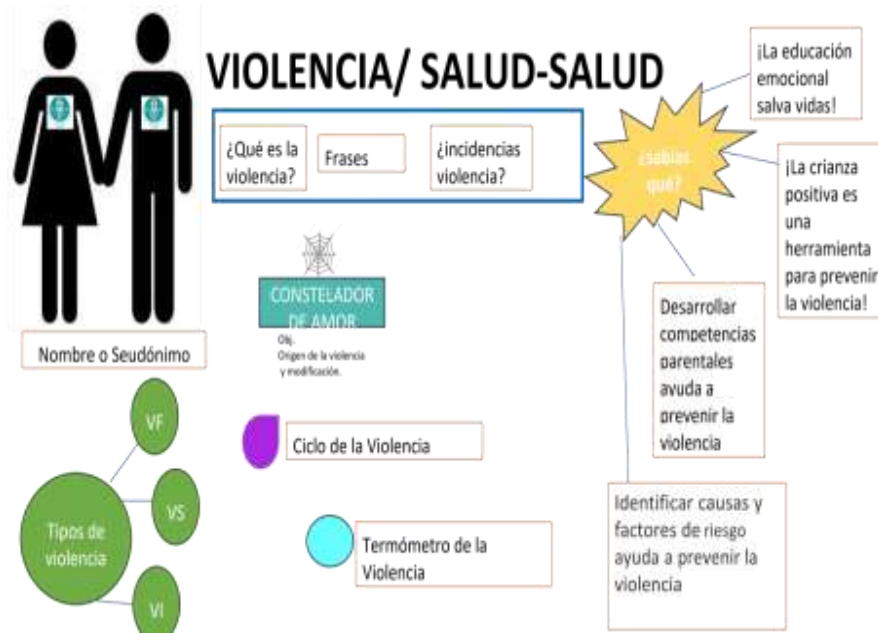 VIOLENCIA/ SALUD-SALUD
¿Qué es la
violencia?
Frases
¿incidencias
violencia?
¿sabías
qué?
¡La educación
emocional
salva vidas!
¡La crianza
positiva es
una
herramienta
para prevenir
la violencia!
Desarrollar
competencias
parentales
ayuda a
prevenir la
violencia
Identificar causas y
factores de riesgo
ayuda a prevenir la
violencia
CONSTELADOR
DE AMOR
Obj.
Origen de la violencia
y modificación.
Nombre o Seudónimo
Ciclo de la Violencia
Termómetro de la
Violencia
Tipos de
violencia
VF
VS
VI